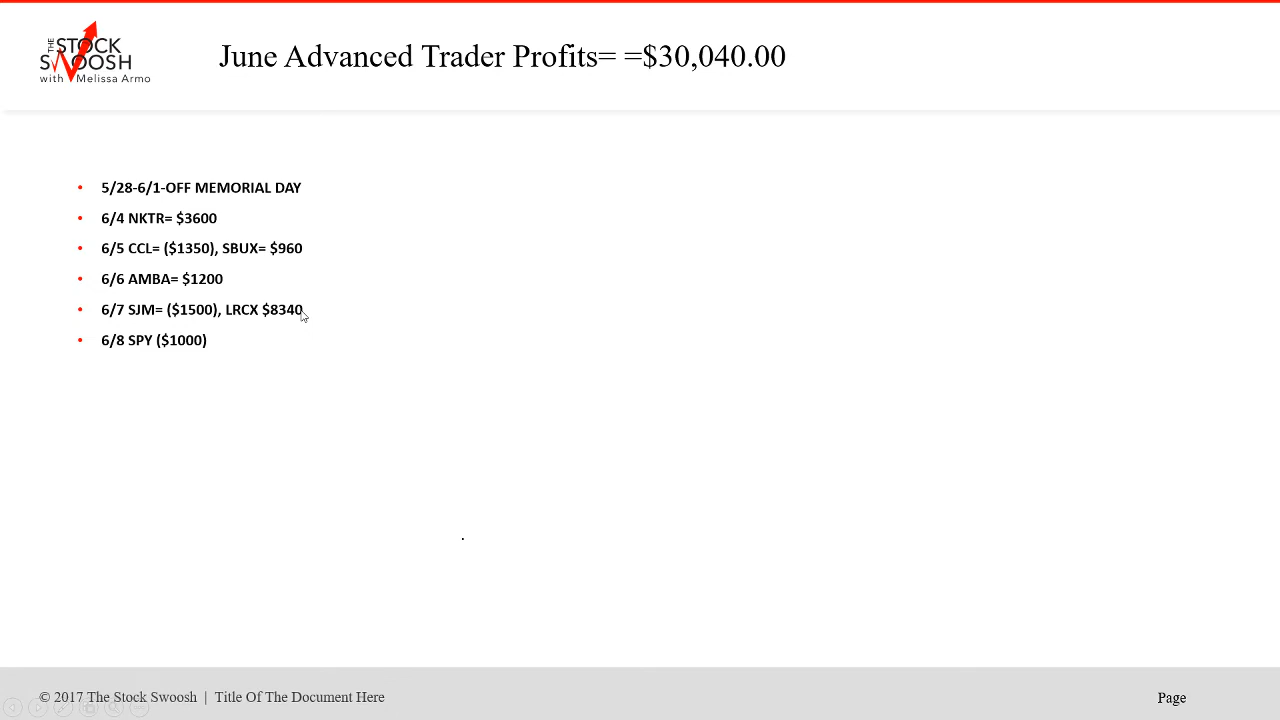 THE STOCK
SWOOSH
with Melissa Armo
June Advanced Trader Profits= =$30,040.00
• 5/28-6/1-OFF MEMORIAL DAY
• 6/4 NKTR= $3600
• 6/5 CCL= ($1350), SBUX= $960
• 6/6 AMBA= $1200
• 6/7 SJM= ($1500), LRCX $8340
• 6/8 SPY ($1000)
.
© 2017 The Stock Swoosh | Title Of The Document Here
Page